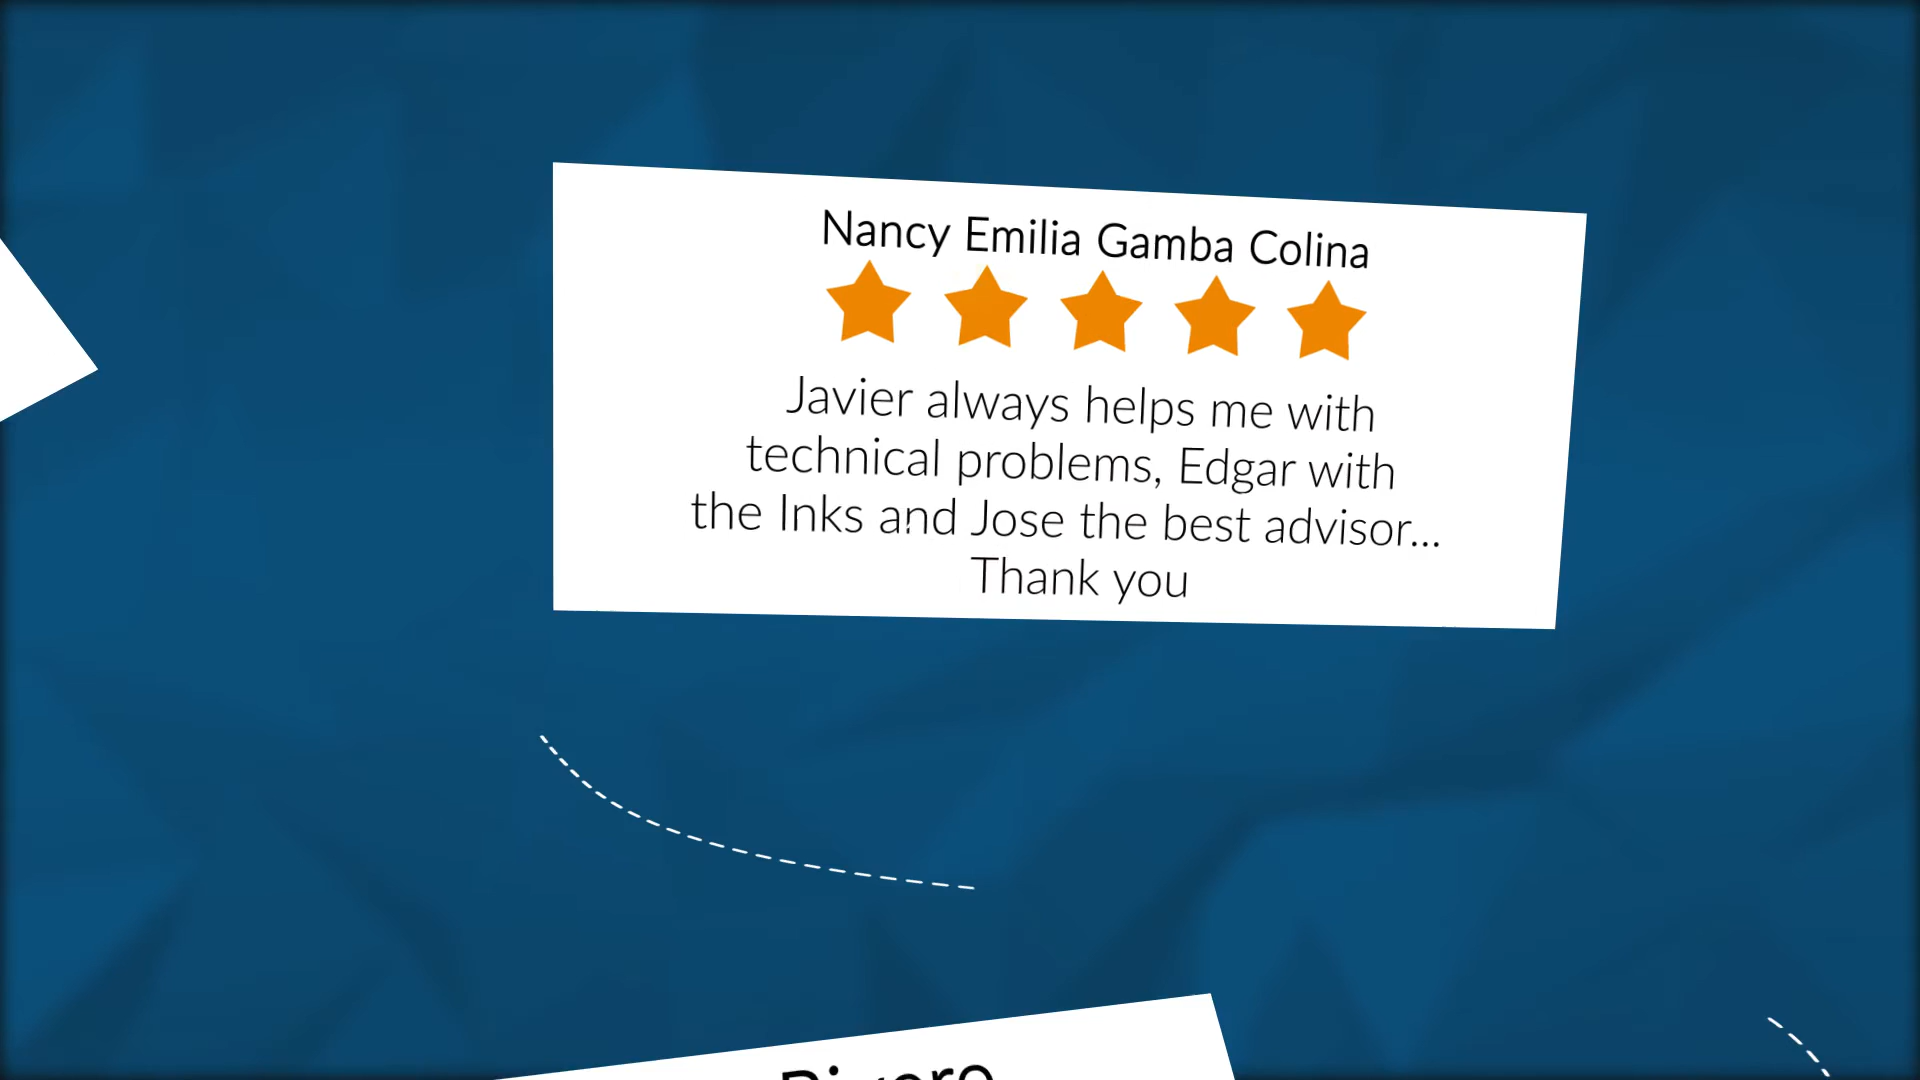 Nancy Emilia Gamba Colina
Javier always helps me with
technical problems, Edgar with
the Inks and Jose the best advisor...
Thank you